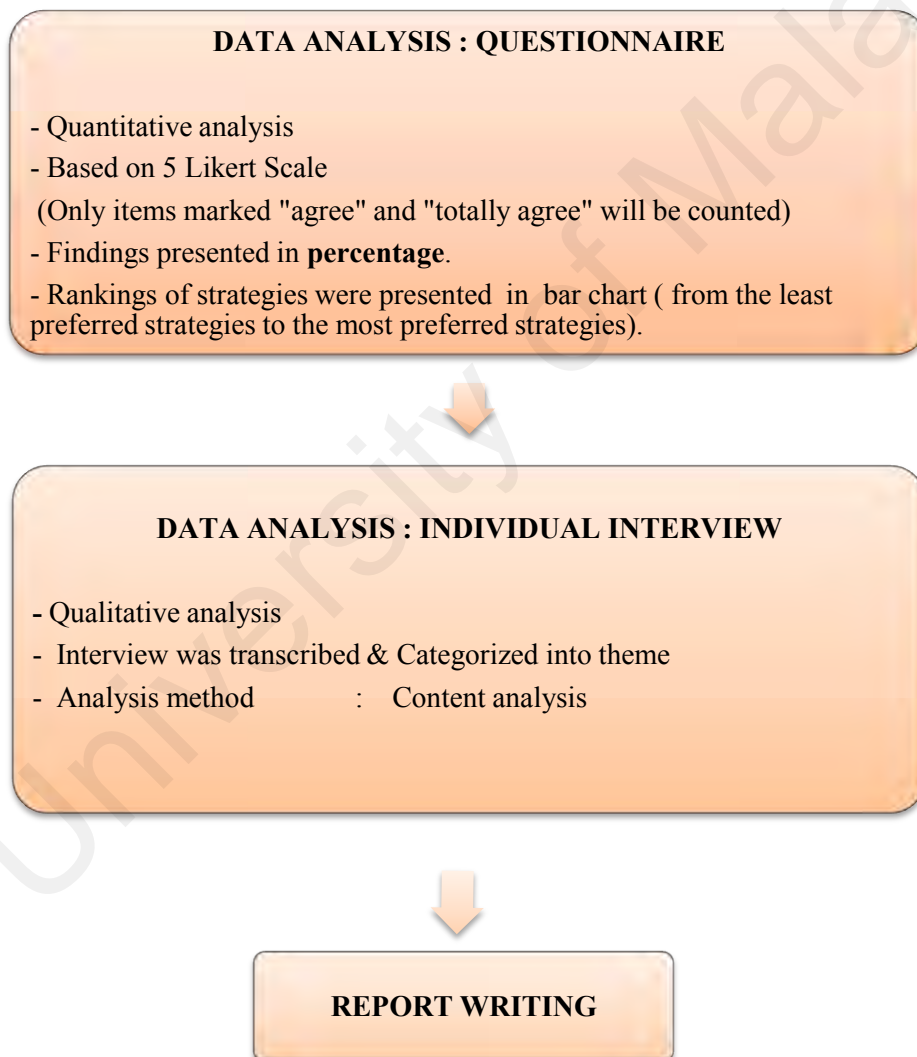 DATA ANALYSIS : QUESTIONNAIRE
- Quantitative analysis
- Based on 5 Likert Scale
(Only items marked "agree" and "totally agree" will be counted)
- Findings presented in percentage.
- Rankings of strategies were presented in bar chart ( from the least
preferred strategies to the most preferred strategies).
DATA ANALYSIS : INDIVIDUAL INTERVIEW
- Qualitative analysis
- Interview was transcribed & Categorized into theme
- Analysis method : Content analysis
REPORT WRITING
University of Mala